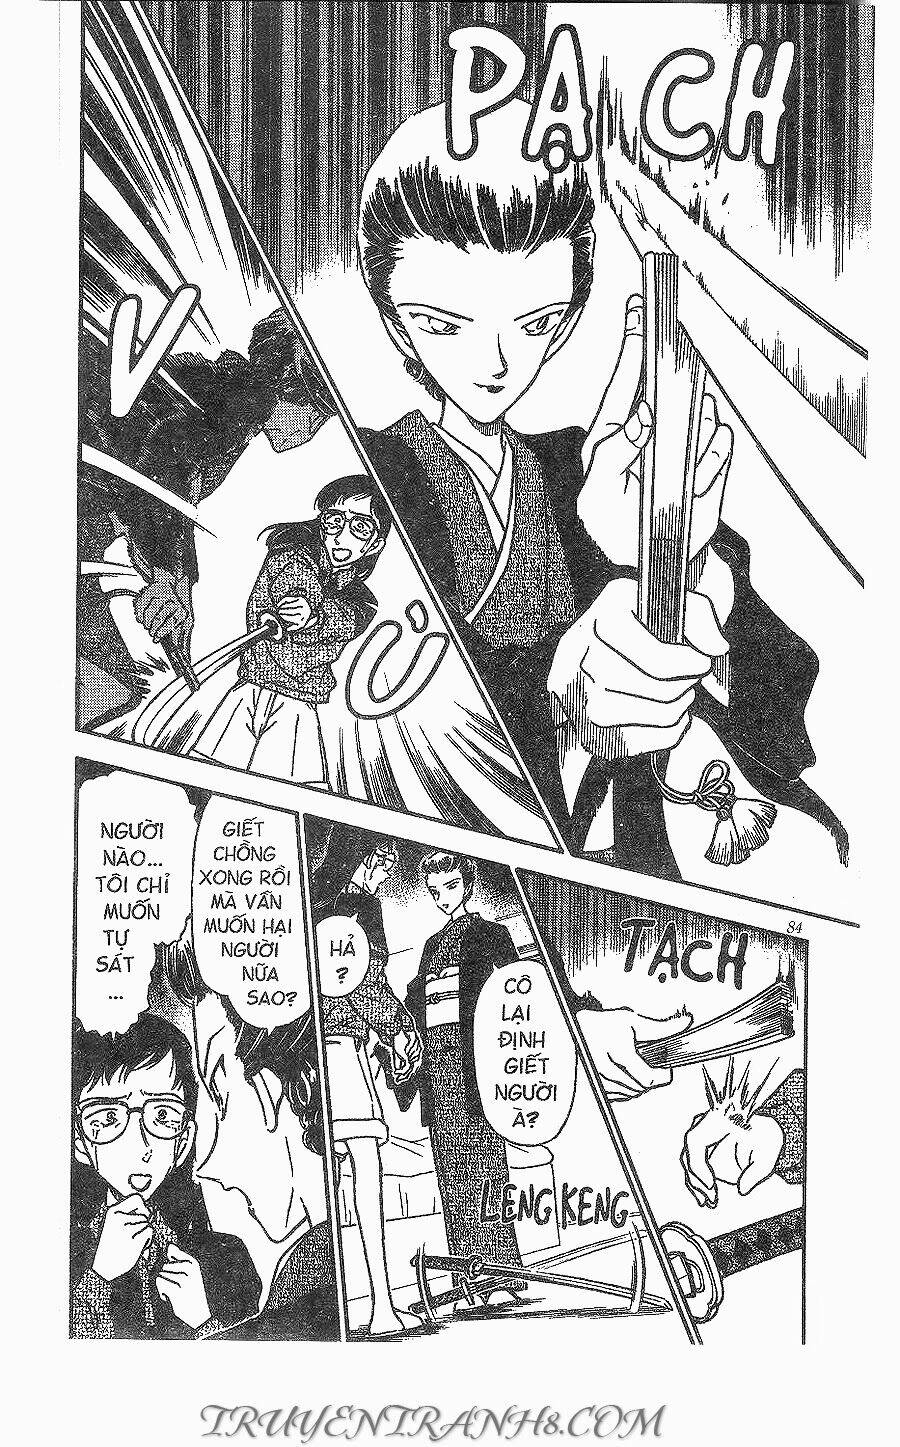 PẠCH
VÚ
84
TẠCH
CÔ
LẠI
ĐỊNH
GIẾT
NGƯỜI
À?
LENG KENG
HẢ
?
GIẾT
CHỒNG
XONG RỒI
MÀ VẪN
MUỐN HẠI
NGƯỜI
NỮA
SAO?
NGƯỜI
NÀO...
TÔI CHỈ
MUỐN
TỰ
SÁT
...
TRUYENTRANH8.COM